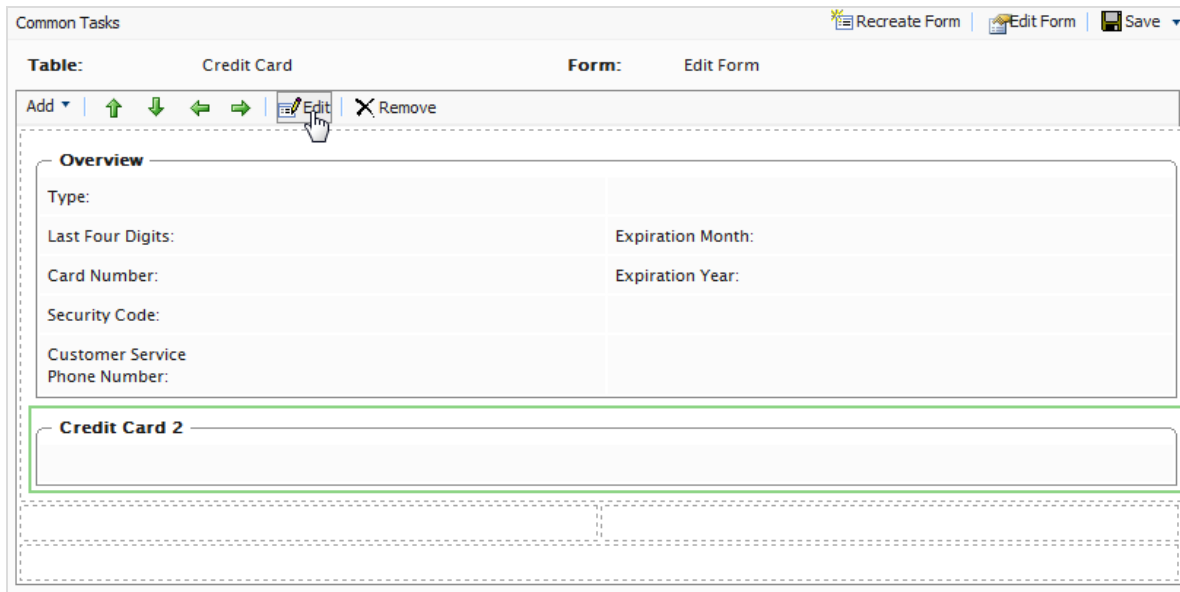 Common Tasks Recreate Form Edit Form Save
Table: Credit Card Form: Edit Form
Add Edit Remove
Overview
Type:
Last Four Digits: Expiration Month:
Card Number: Expiration Year:
Security Code:
Customer Service
Phone Number:
Credit Card 2